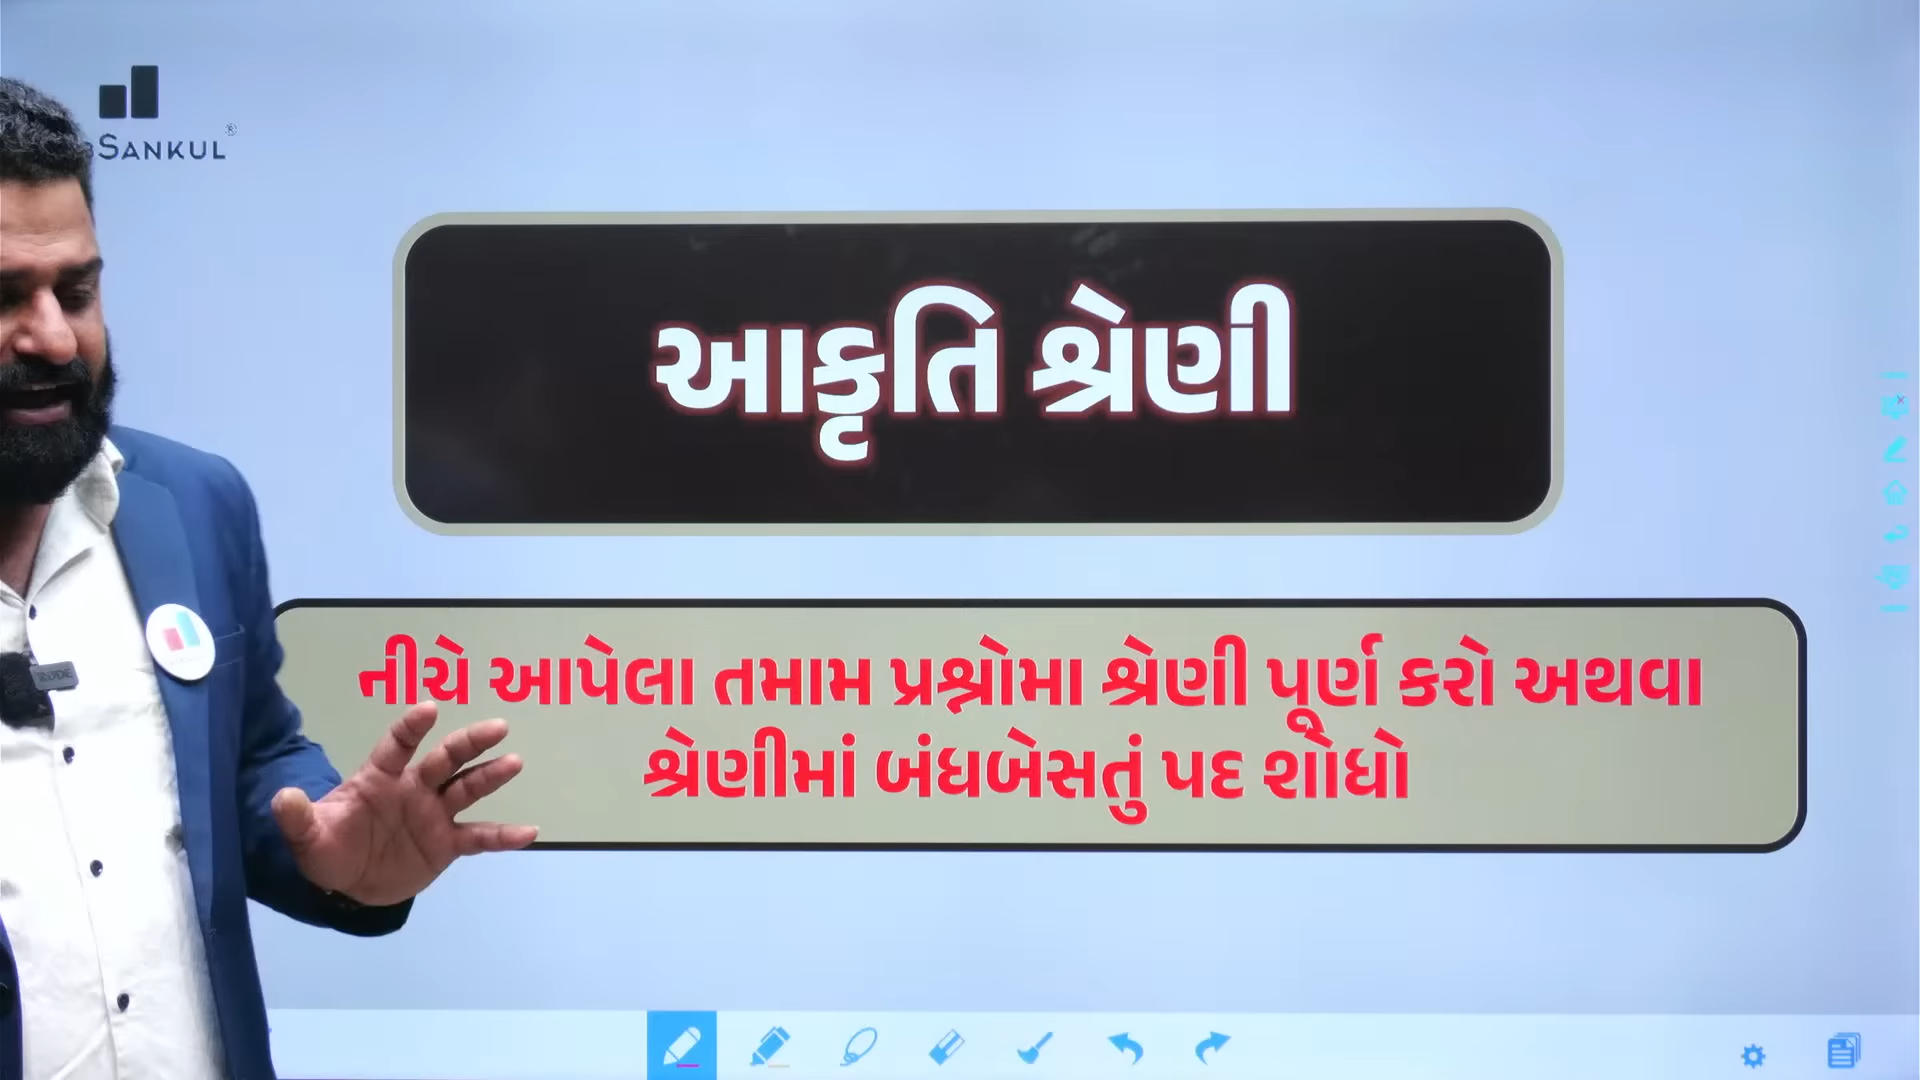 SANKUL
આકૃતિ શ્રેણી
નીચે આપેલા તમામ પ્રશ્નોમા શ્રેણી પૂર્ણ કરો અથવા
શ્રેણીમાં બંધબેસતું પદ શોધો